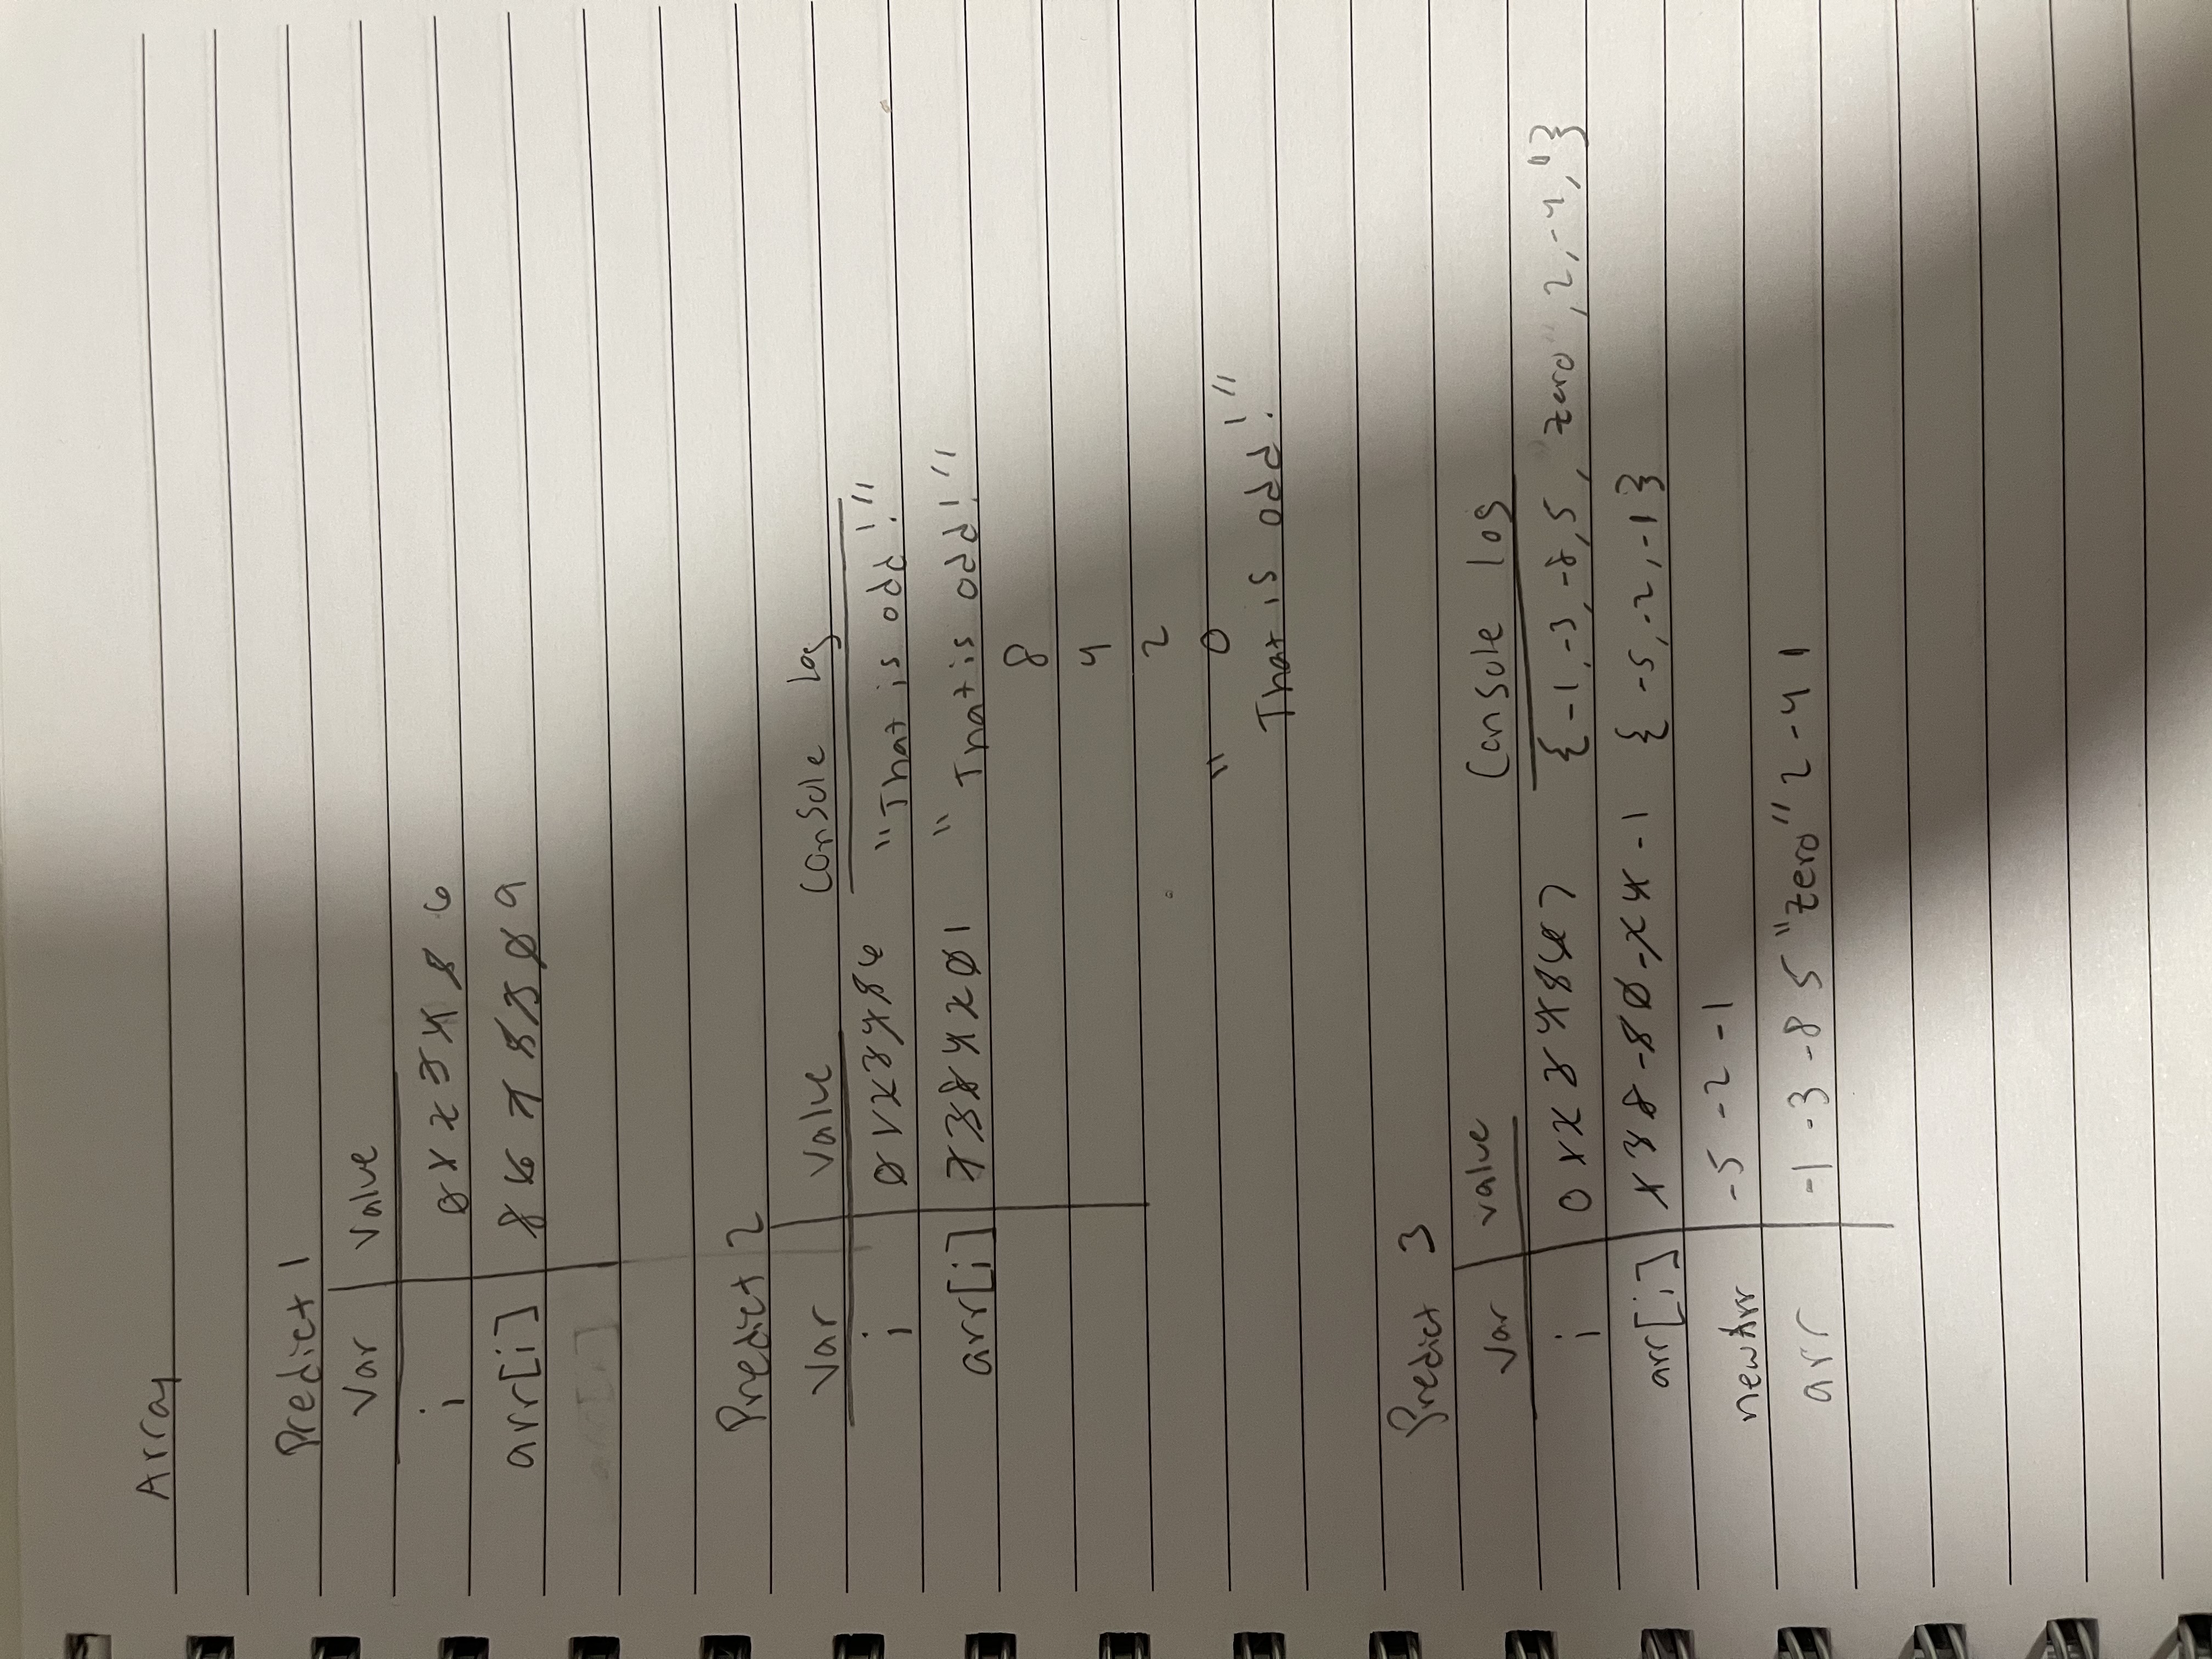 Array
Predict 1
Var Value
i 0 1 2 3 4 5 6
arr[i] 8 6 7 5 3 0 9
Predict 2
Var Value Console log
i 0 1 2 3 4 5 6 "That is odd!"
arr[i] 7 3 8 4 2 0 1 "That is odd!"
8
4
2
0
"That is odd!"
Predict 3
Var value Console log
i 0 1 2 3 4 5 6 7 {-1,-3,-8,5, "Zero",2,-4,1}
arr[i] 1 3 8 -5 0 -2 4 -1 {-5,-2,-1}
newArr -5 -2 -1
arr -1 -3 -8 5 "Zero" 2 -4 1